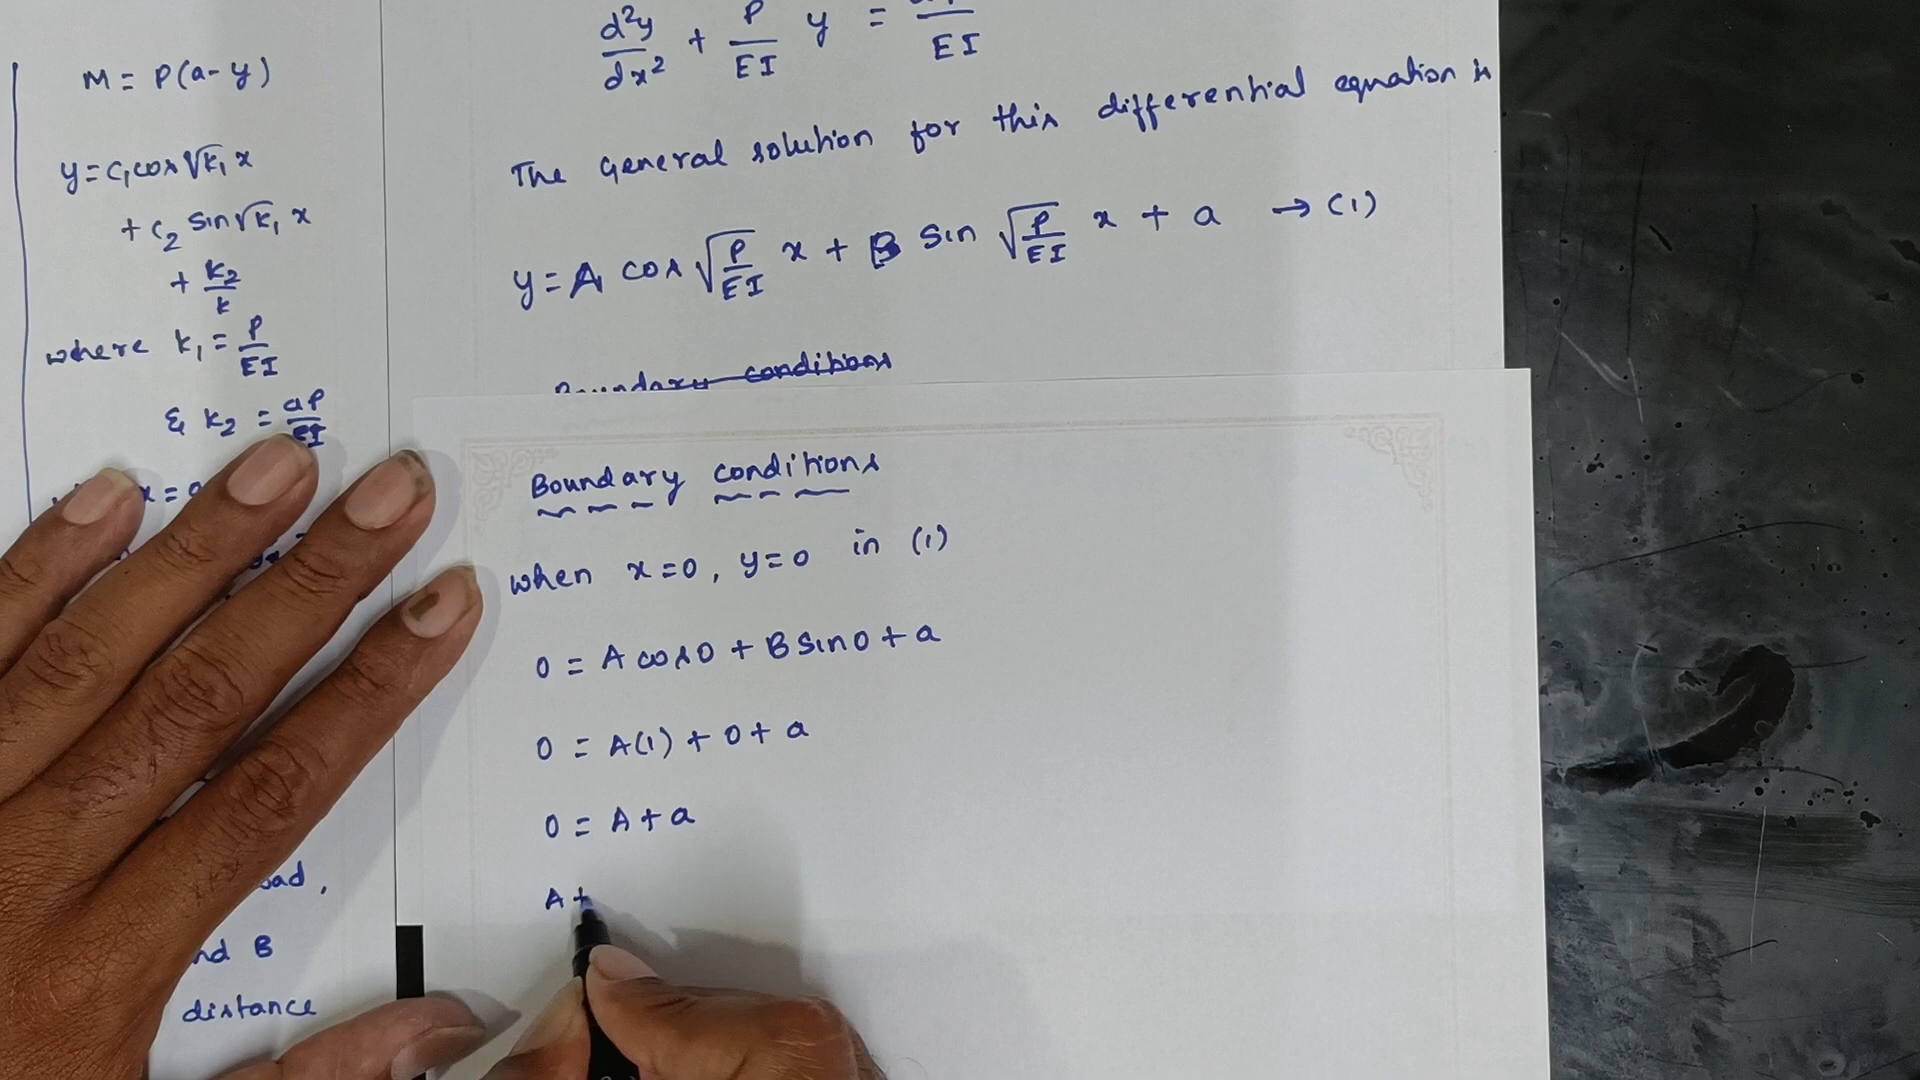 M = P(a-y)
y = C₁ cos √k₁ x
+ C₂ sin √k₁ x
+ k₂/k
where k₁ = P/EI
& k₂ = aP/EI
x =
nd B
distance
d²y/dx² + P/EI y = /EI
The General solution for this differential equation is
y = A cos √P/EI x + B sin √P/EI x + a → (1)
Boundary conditions
Boundary conditions
when x=0, y=0 in (1)
0 = A cos 0 + B sin 0 + a
0 = A(1) + 0 + a
0 = A + a
A +